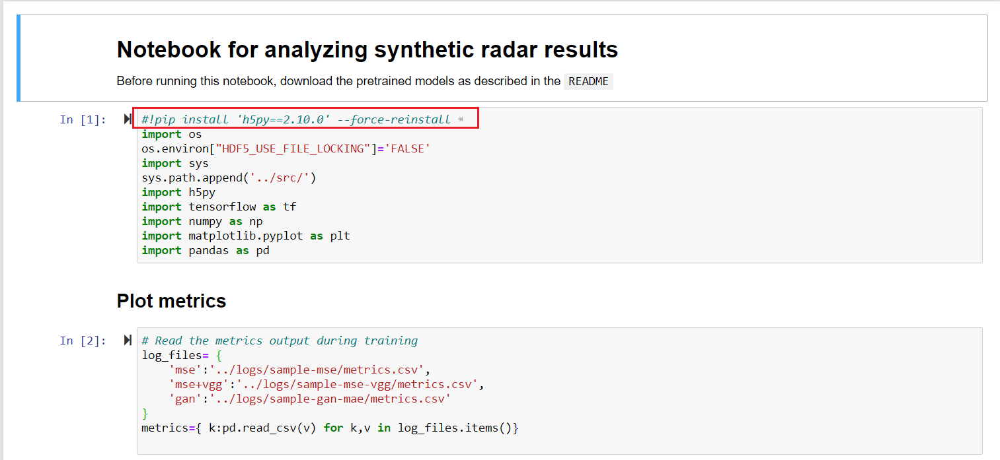 Notebook for analyzing synthetic radar results
Before running this notebook, download the pretrained models as described in the README
In [1]:
#!pip install 'h5py==2.10.0' --force-reinstall
import os
os.environ["HDF5_USE_FILE_LOCKING"]='FALSE'
import sys
sys.path.append('../src/')
import h5py
import tensorflow as tf
import numpy as np
import matplotlib.pyplot as plt
import pandas as pd
Plot metrics
In [2]:
# Read the metrics output during training
log_files= {
    'mse':'../logs/sample-mse/metrics.csv',
    'mse+vgg':'../logs/sample-mse-vgg/metrics.csv',
    'gan':'../logs/sample-gan-mae/metrics.csv'
}
metrics={ k:pd.read_csv(v) for k,v in log_files.items()}